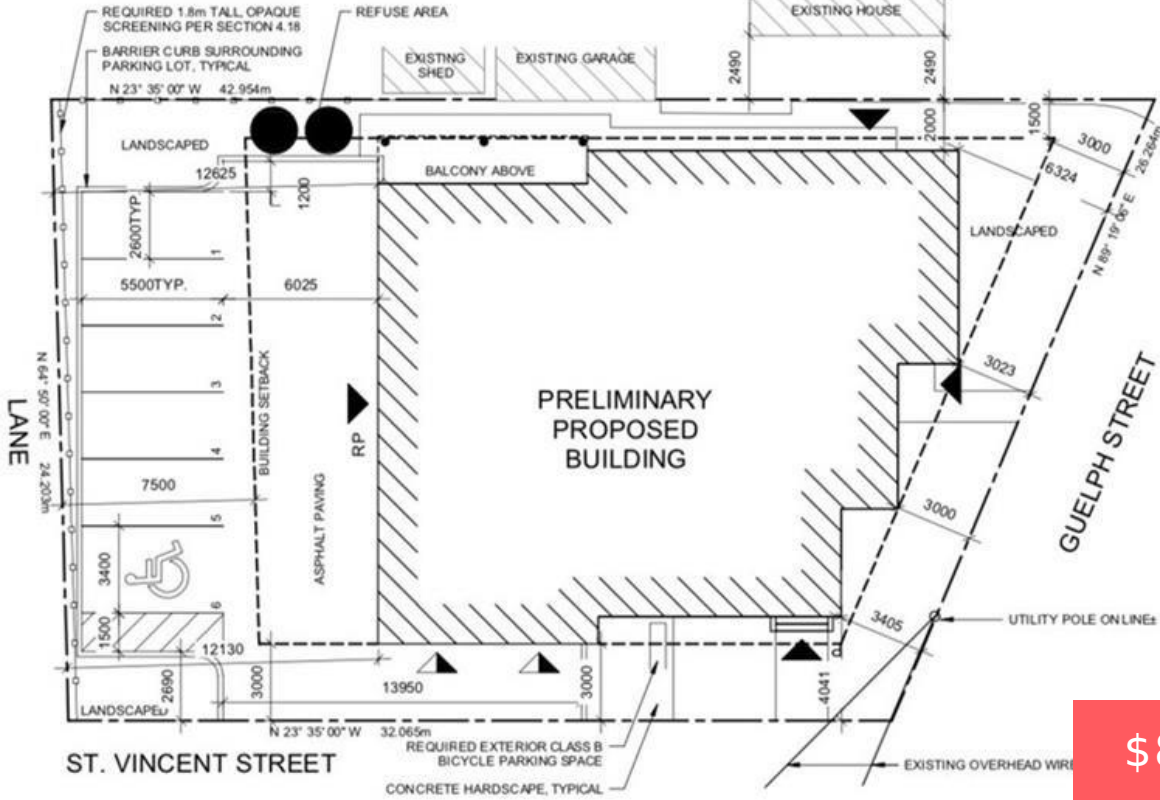 REQUIRED 1.8m TALL, OPAQUE
SCREENING PER SECTION 4.18
REFUSE AREA
EXISTING HOUSE
BARRIER CURB SURROUNDING
PARKING LOT, TYPICAL
EXISTING
SHED
EXISTING GARAGE
2490
2490
N 23° 35' 00" W 42.954m
LANDSCAPED
12625
1200
BALCONY ABOVE
2000
1500
3000
26.264m
6324
N 89° 19' 06" E
LANDSCAPED
2600TYP.
1
5500TYP.
6025
2
3
4
5
6
N 64° 50' 00" E 24.203m
LANE
BUILDING SETBACK
RP
PRELIMINARY
PROPOSED
BUILDING
3023
GUELPH STREET
7500
ASPHALT PAVING
3000
3400
1500
12130
3405
UTILITY POLE ON LINE±
2690
3000
13950
3000
4041
LANDSCAPED
N 23° 35' 00" W 32.065m
ST. VINCENT STREET
REQUIRED EXTERIOR CLASS B
BICYCLE PARKING SPACE
CONCRETE HARDSCAPE, TYPICAL
EXISTING OVERHEAD WIRE